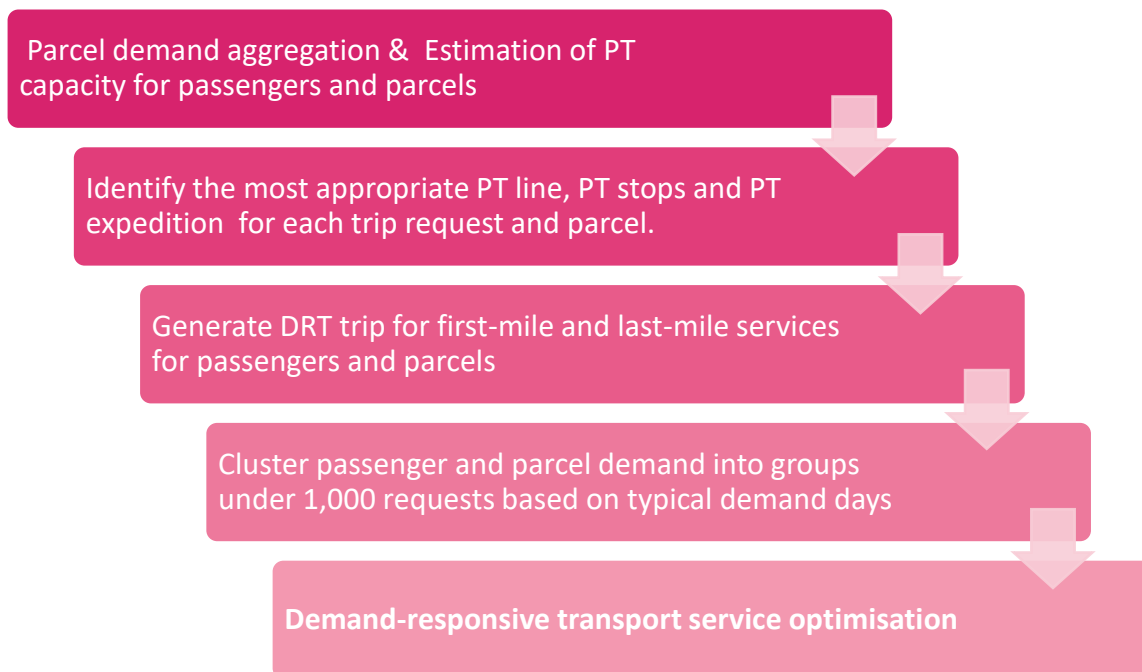 Parcel demand aggregation & Estimation of PT
capacity for passengers and parcels
Identify the most appropriate PT line, PT stops and PT
expedition for each trip request and parcel.
Generate DRT trip for first-mile and last-mile services
for passengers and parcels
Cluster passenger and parcel demand into groups
under 1,000 requests based on typical demand days
Demand-responsive transport service optimisation